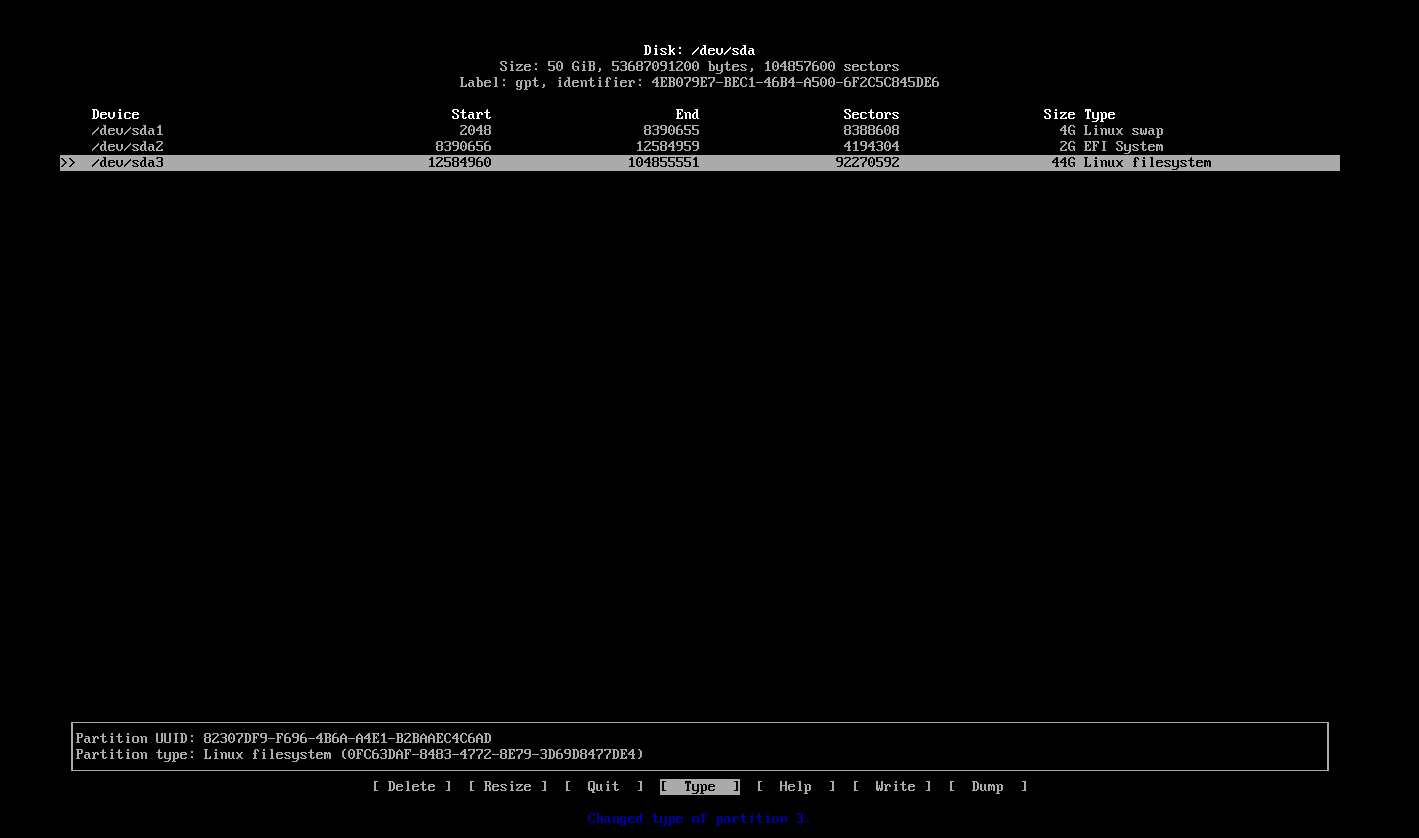 Disk: /dev/sda
Size: 50 GiB, 53687091200 bytes, 104857600 sectors
Label: gpt, identifier: 4EB079E7-BEC1-46B4-A500-6F2C5C845DE6
Device Start End Sectors Size Type
/dev/sda1 2048 8390655 8388608 4G Linux swap
/dev/sda2 8390656 12584959 4194304 2G EFI System
>> /dev/sda3 12584960 104855551 92270592 44G Linux filesystem
Partition UUID: 82307DF9-F696-4B6A-A4E1-B2BAAEC4C6AD
Partition type: Linux filesystem (0FC63DAF-8483-4772-8E79-3D69D8477DE4)
[ Delete ] [ Resize ] [ Quit ] [ Type ] [ Help ] [ Write ] [ Dump ]
Changed type of partition 3.